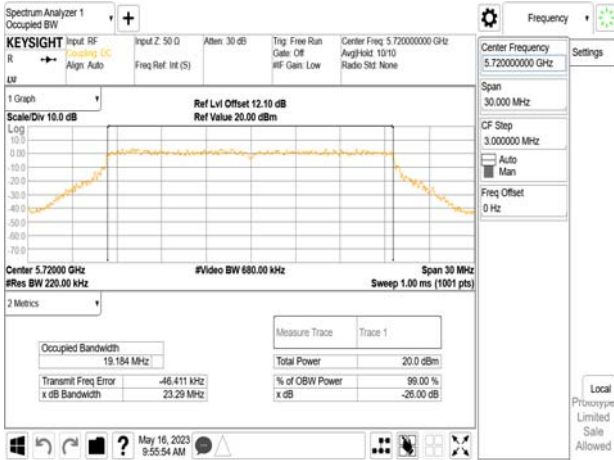 Spectrum Analyzer 1
Occupied BW
Frequency
KEYSIGHT
R
Input: RF
Coupling: DC
Align: Auto
Input Z: 50 Ω
Freq Ref: Int (S)
Atten: 30 dB
Trig: Free Run
Gate: Off
#IF Gain: Low
Center Freq: 5.720000000 GHz
Avg|Hold: 10/10
Radio Std: None
LXI
Center Frequency
5.720000000 GHz
Settings
Span
30.000 MHz
CF Step
3.000000 MHz
Auto
Man
Freq Offset
0 Hz
1 Graph
Scale/Div 10.0 dB
Ref Lvl Offset 12.10 dB
Ref Value 20.00 dBm
Log
10.0
0.00
-10.0
-20.0
-30.0
-40.0
-50.0
-60.0
-70.0
Center 5.72000 GHz
#Res BW 220.00 kHz
#Video BW 680.00 kHz
Span 30 MHz
Sweep 1.00 ms (1001 pts)
2 Metrics
Measure Trace
Trace 1
Occupied Bandwidth
19.184 MHz
Total Power
20.0 dBm
Transmit Freq Error
-46.411 kHz
% of OBW Power
99.00 %
x dB Bandwidth
23.29 MHz
x dB
-26.00 dB
Local
Prototype
Limited
Sale
Allowed
?
May 16, 2023
9:55:54 AM